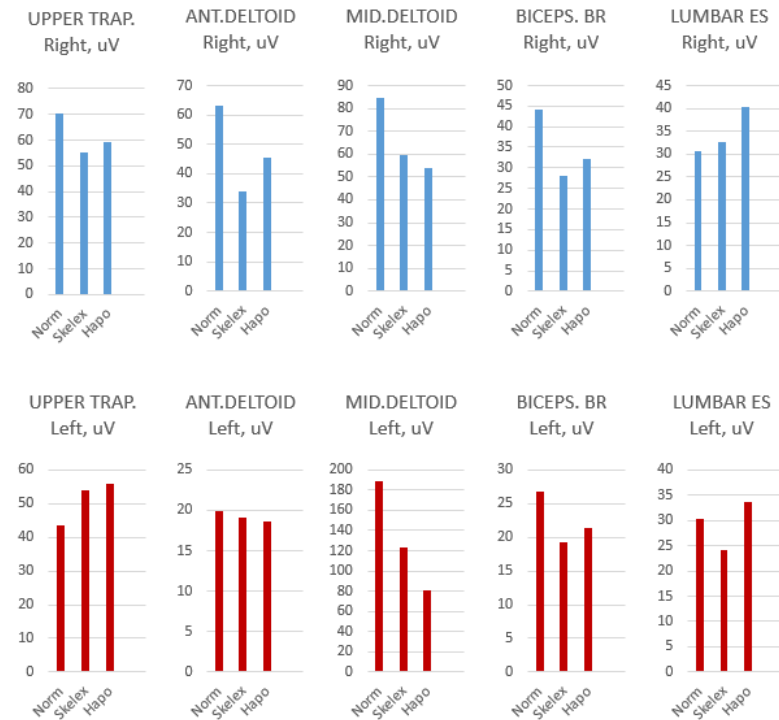 UPPER TRAP.
Right, uV
80
70
60
50
40
30
20
10
0
Norm
Skelex
Hapo
ANT.DELTOID
Right, uV
70
60
50
40
30
20
10
0
Norm
Skelex
Hapo
MID.DELTOID
Right, uV
90
80
70
60
50
40
30
20
10
0
Norm
Skelex
Hapo
BICEPS. BR
Right, uV
50
45
40
35
30
25
20
15
10
5
0
Norm
Skelex
Hapo
LUMBAR ES
Right, uV
45
40
35
30
25
20
15
10
5
0
Norm
Skelex
Hapo
UPPER TRAP.
Left, uV
60
50
40
30
20
10
0
Norm
Skelex
Hapo
ANT.DELTOID
Left, uV
25
20
15
10
5
0
Norm
Skelex
Hapo
MID.DELTOID
Left, uV
200
180
160
140
120
100
80
60
40
20
0
Norm
Skelex
Hapo
BICEPS. BR
Left, uV
30
25
20
15
10
5
0
Norm
Skelex
Hapo
LUMBAR ES
Left, uV
40
35
30
25
20
15
10
5
0
Norm
Skelex
Hapo